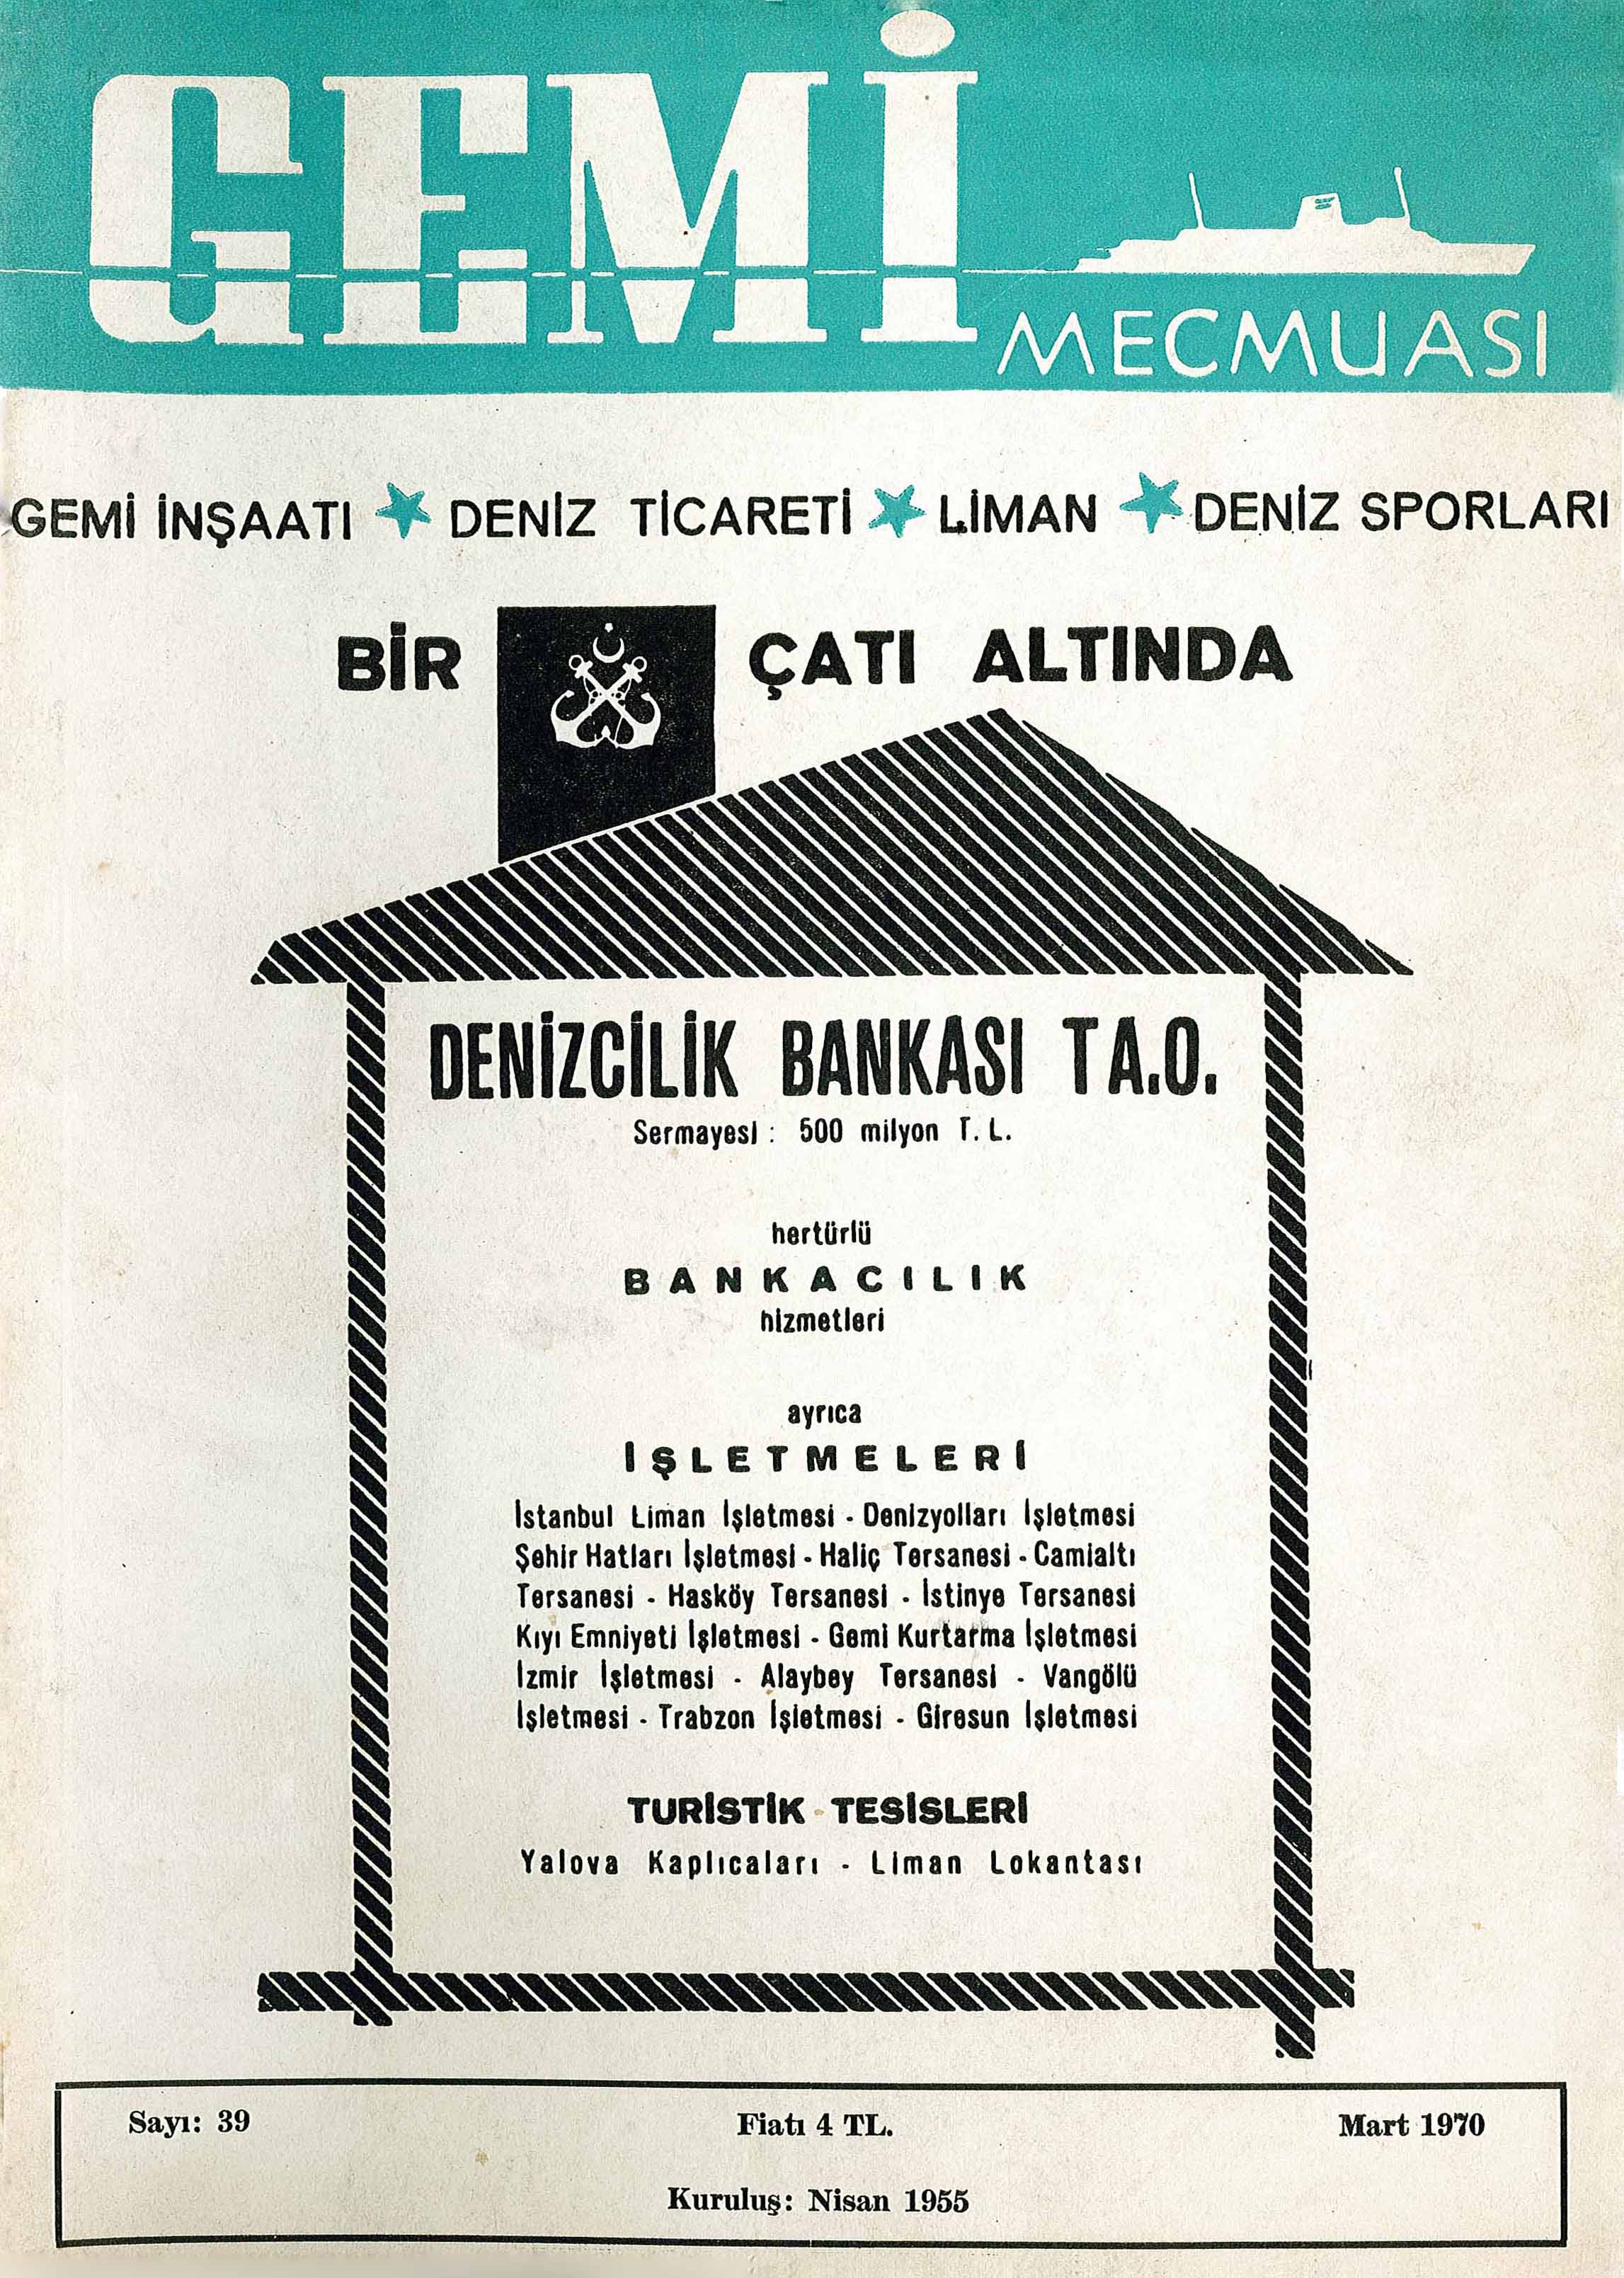 GEMİ
MECMUASI
GEMİ İNŞAATI ★ DENİZ TİCARETİ ★ LİMAN ★ DENİZ SPORLARI
BİR ÇATI ALTINDA
DENİZCİLİK BANKASI T A.O.
Sermayesi : 500 milyon T. L.
hertürlü
BANKACILIK
hizmetleri
ayrıca
İŞLETMELERİ
İstanbul Liman İşletmesi - Denizyolları İşletmesi
Şehir Hatları İşletmesi - Haliç Tersanesi - Camialtı
Tersanesi - Hasköy Tersanesi - İstinye Tersanesi
Kıyı Emniyeti İşletmesi - Gemi Kurtarma İşletmesi
İzmir İşletmesi - Alaybey Tersanesi - Vangölü
İşletmesi - Trabzon İşletmesi - Giresun İşletmesi
TURİSTİK TESİSLERİ
Yalova Kaplıcaları - Liman Lokantası
Sayı: 39 Fiatı 4 TL. Mart 1970
Kuruluş: Nisan 1955